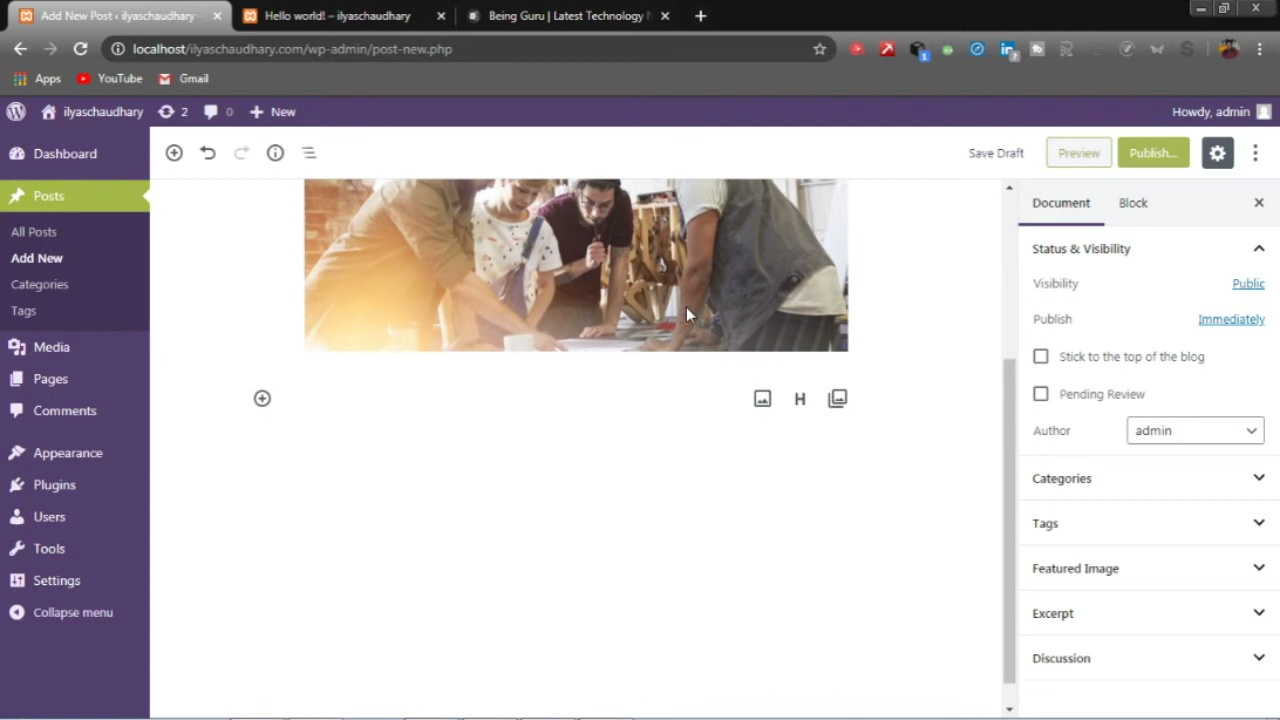 Add New Post ‹ ilyaschaudhary —
Hello world! – ilyaschaudhary
Being Guru | Latest Technology N
localhost/ilyaschaudhary.com/wp-admin/post-new.php
1
7
Apps
YouTube
Gmail
ilyaschaudhary
2
0
New
Howdy, admin
Dashboard
Posts
All Posts
Add New
Categories
Tags
Media
Pages
Comments
Appearance
Plugins
Users
Tools
Settings
Collapse menu
Save Draft
Preview
Publish...
H
Document
Block
Status & Visibility
Visibility
Public
Publish
Immediately
Stick to the top of the blog
Pending Review
Author
admin
Categories
Tags
Featured Image
Excerpt
Discussion